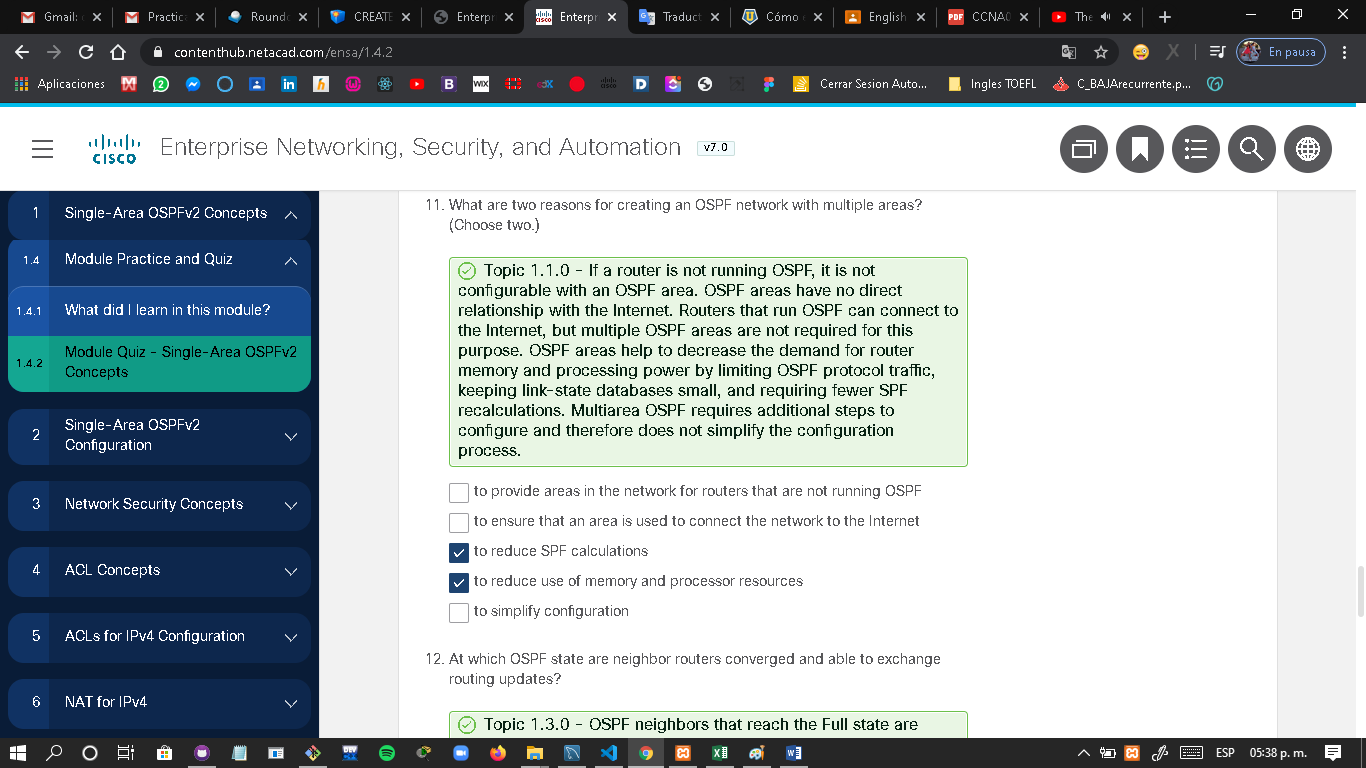 Gmail:
Practica
Roundc
CREATE
Enterpr
Enterpr
Traduct
Cómo
English
CCNA
The
contenthub.netacad.com/ensa/1.4.2
En pausa
Aplicaciones
Cerrar Sesion Auto...
Ingles TOEFL
C_BAJArecurrente.p...
CISCO
Enterprise Networking, Security, and Automation
v7.0
1
Single-Area OSPFv2 Concepts
1.4
Module Practice and Quiz
1.4.1
What did I learn in this module?
1.4.2
Module Quiz - Single-Area OSPFv2
Concepts
2
Single-Area OSPFv2
Configuration
3
Network Security Concepts
4
ACL Concepts
5
ACLs for IPv4 Configuration
6
NAT for IPv4
11. What are two reasons for creating an OSPF network with multiple areas?
(Choose two.)
Topic 1.1.0 - If a router is not running OSPF, it is not
configurable with an OSPF area. OSPF areas have no direct
relationship with the Internet. Routers that run OSPF can connect to
the Internet, but multiple OSPF areas are not required for this
purpose. OSPF areas help to decrease the demand for router
memory and processing power by limiting OSPF protocol traffic,
keeping link-state databases small, and requiring fewer SPF
recalculations. Multiarea OSPF requires additional steps to
configure and therefore does not simplify the configuration
process.
to provide areas in the network for routers that are not running OSPF
to ensure that an area is used to connect the network to the Internet
to reduce SPF calculations
to reduce use of memory and processor resources
to simplify configuration
12. At which OSPF state are neighbor routers converged and able to exchange
routing updates?
Topic 1.3.0 - OSPF neighbors that reach the Full state are
ESP
05:38 p. m.